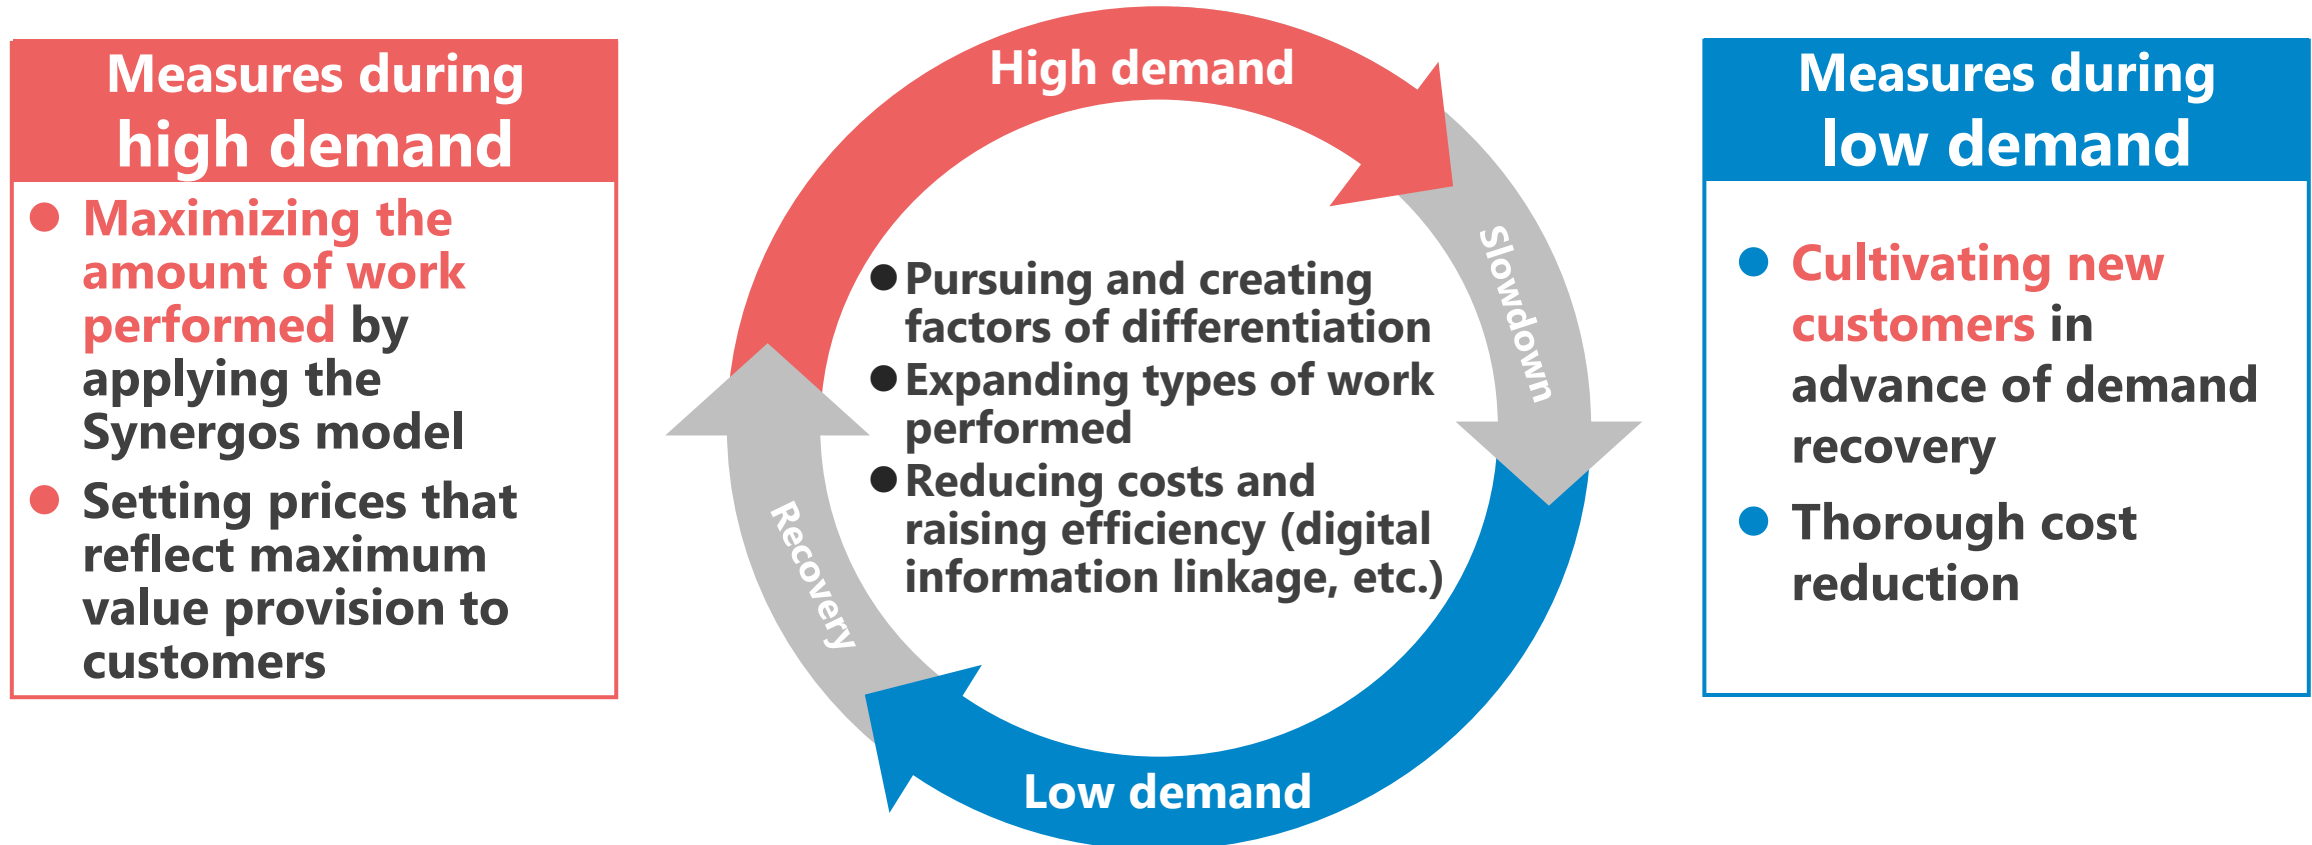 Measures during
high demand
● Maximizing the
amount of work
performed by
applying the
Synergos model
● Setting prices that
reflect maximum
value provision to
customers
High demand
Slowdown
● Pursuing and creating
factors of differentiation
● Expanding types of work
performed
● Reducing costs and
raising efficiency (digital
information linkage, etc.)
Recovery
Low demand
Measures during
low demand
● Cultivating new
customers in
advance of demand
recovery
● Thorough cost
reduction